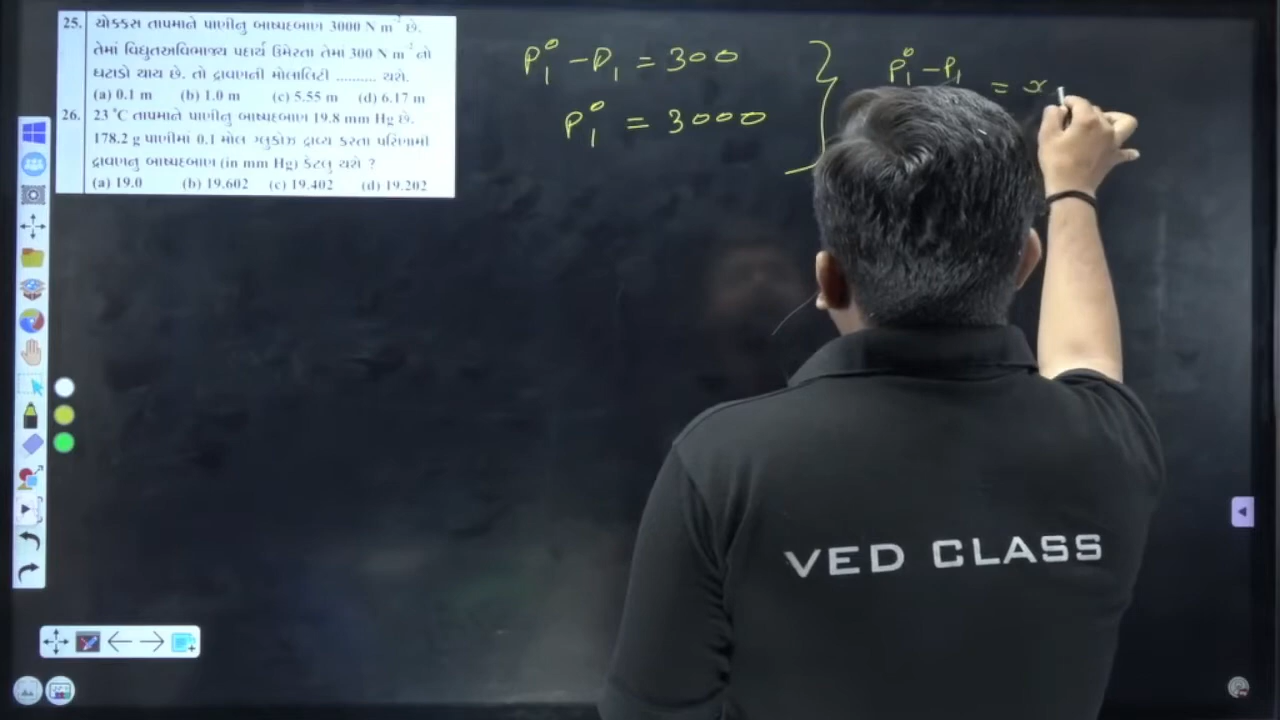 25. ચોક્કસ તાપમાને પાણીનુ બાષ્પદબાણ 3000 N m⁻² છે.
તેમાં વિદ્યુતઅવિભાજ્ય પદાર્થ ઉમેરતા તેમાં 300 N m⁻² નો
ઘટાડો થાય છે. તો દ્રાવણની મોલાલિટી .......... થશે.
(a) 0.1 m (b) 1.0 m (c) 5.55 m (d) 6.17 m
26. 23 °C તાપમાને પાણીનુ બાષ્પદબાણ 19.8 mm Hg છે.
178.2 g પાણીમાં 0.1 મોલ ગ્લુકોઝ દ્રાવ્ય કરતા પરિણામી
દ્રાવણનુ બાષ્પદબાણ (in mm Hg) કેટલુ થશે ?
(a) 19.0 (b) 19.602 (c) 19.402 (d) 19.202
P₁° – P₁ = 300
P₁° = 3000
P₁° – P₁
= x
VED CLASS